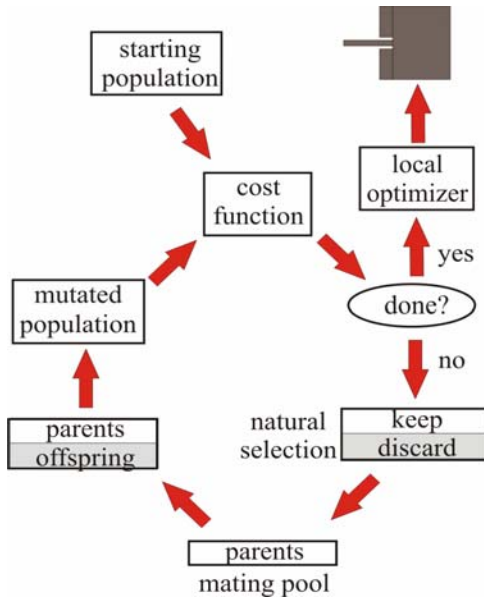 starting
population
cost
function
local
optimizer
yes
done?
no
mutated
population
parents
offspring
natural
selection
keep
discard
parents
mating pool